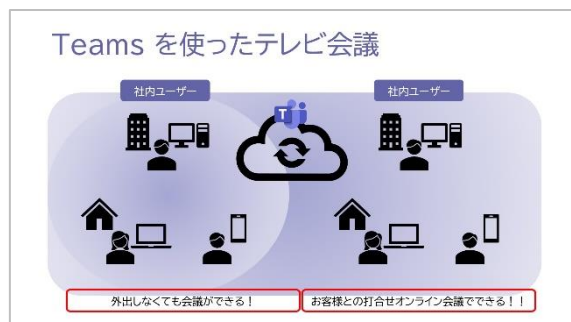 Teams を使ったテレビ会議
社内ユーザー
社内ユーザー
T
外出しなくても会議ができる!
お客様との打合せオンライン会議でできる!!